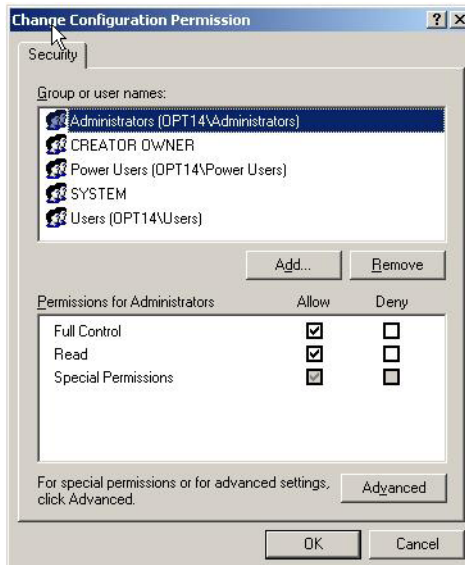 Change Configuration Permission
Security
Group or user names:
Administrators (OPT14\Administrators)
CREATOR OWNER
Power Users (OPT14\Power Users)
SYSTEM
Users (OPT14\Users)
Add... Remove
Permissions for Administrators Allow Deny
Full Control
Read
Special Permissions
For special permissions or for advanced settings,
click Advanced.
Advanced
OK Cancel